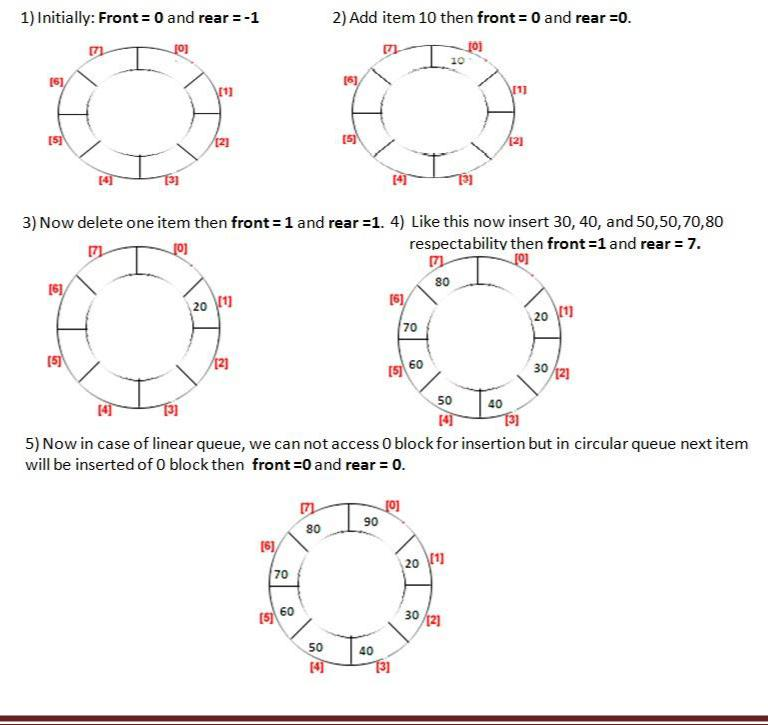 1) Initially: Front = 0 and rear = -1
2) Add item 10 then front = 0 and rear =0.
[7] [0]
[6] [1]
[5] [2]
[4] [3]
[7] [0]
10
[6] [1]
[5] [2]
[4] [3]
3) Now delete one item then front = 1 and rear =1.
4) Like this now insert 30, 40, and 50,50,70,80
respectability then front =1 and rear = 7.
[7] [0]
[6] 20 [1]
[5] [2]
[4] [3]
[7] [0]
80
[6] 20 [1]
70
[5] 60 30 [2]
50 40
[4] [3]
5) Now in case of linear queue, we can not access 0 block for insertion but in circular queue next item
will be inserted of 0 block then front =0 and rear = 0.
[7] [0]
80 90
[6] 20 [1]
70
[5] 60 30 [2]
50 40
[4] [3]